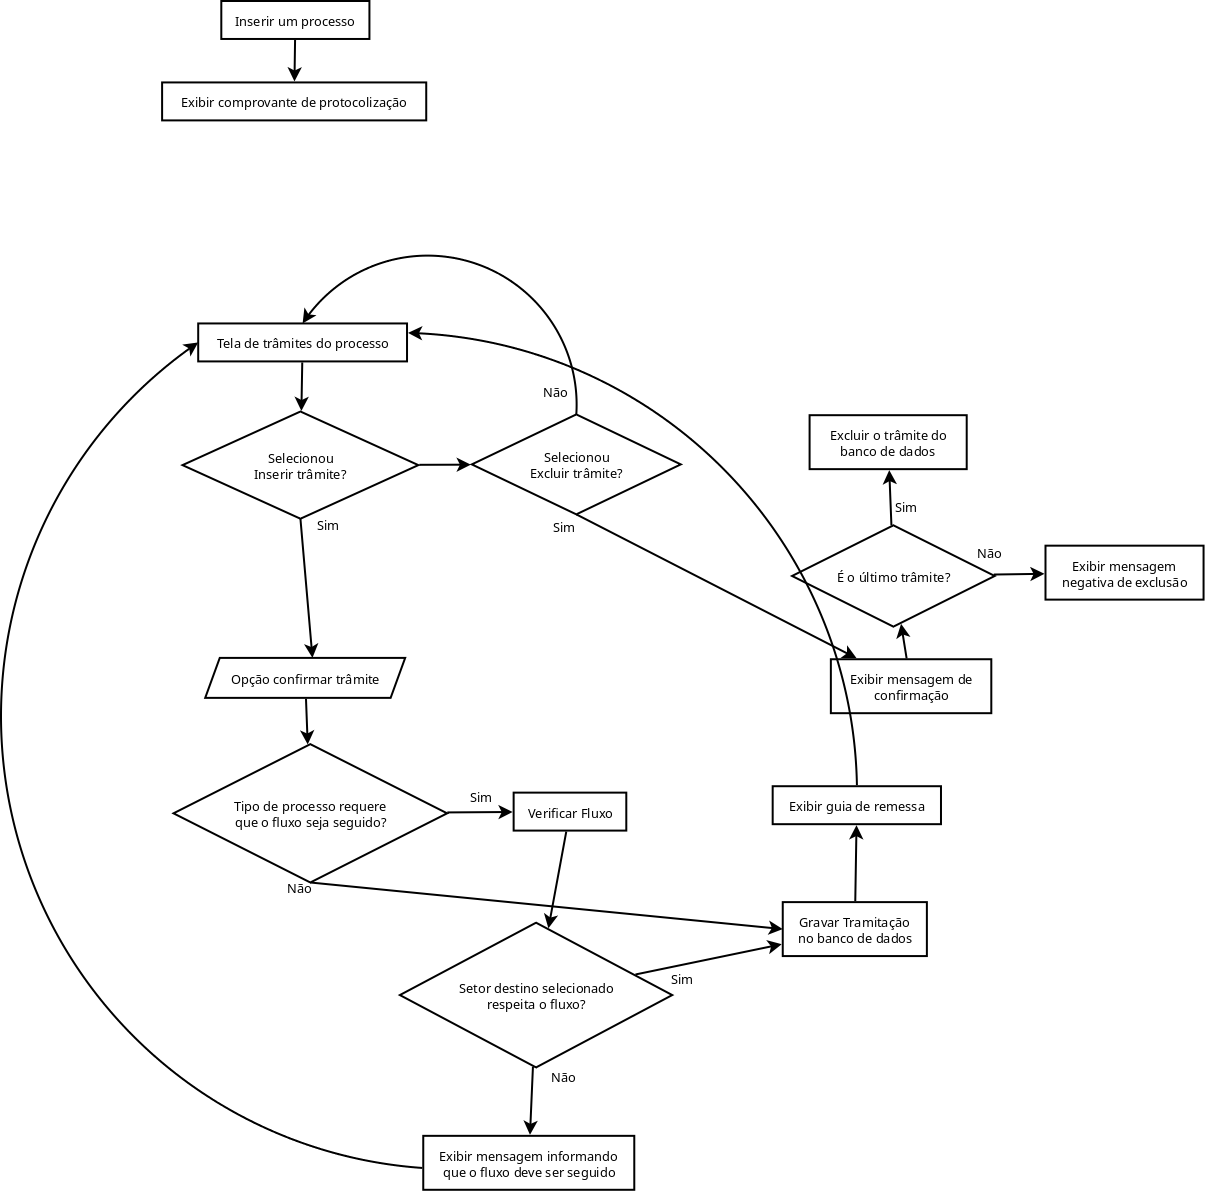 Inserir um processo
Exibir comprovante de protocolização
Tela de trâmites do processo
Não
Selecionou
Inserir trâmite?
Selecionou
Excluir trâmite?
Sim
Sim
Excluir o trâmite do
banco de dados
Sim
É o último trâmite?
Não
Exibir mensagem
negativa de exclusão
Exibir mensagem de
confirmação
Opção confirmar trâmite
Tipo de processo requere
que o fluxo seja seguido?
Sim
Verificar Fluxo
Não
Exibir guia de remessa
Gravar Tramitação
no banco de dados
Setor destino selecionado
respeita o fluxo?
Sim
Não
Exibir mensagem informando
que o fluxo deve ser seguido